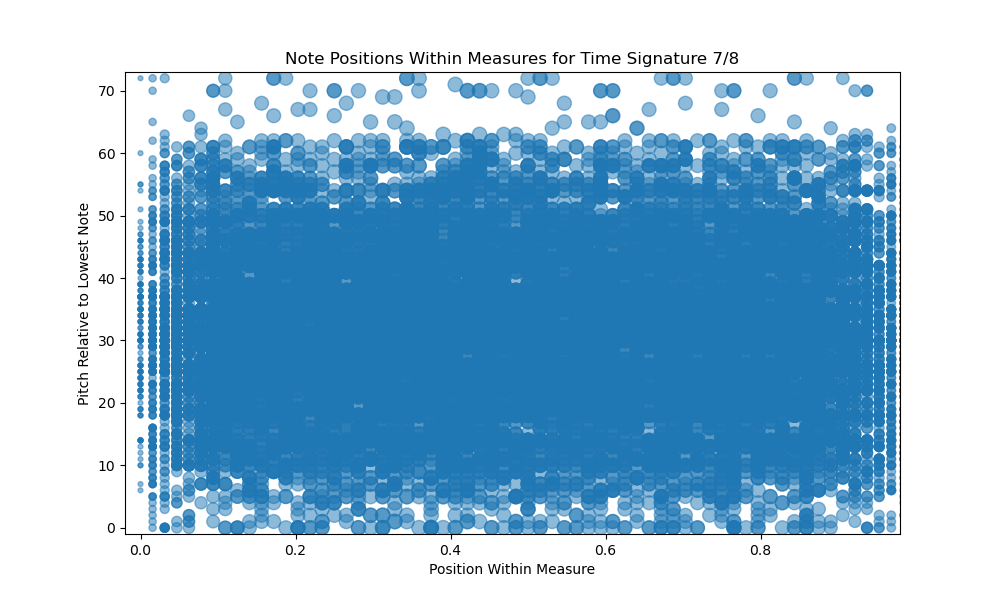 Note Positions Within Measures for Time Signature 7/8
70
60
50
40
30
20
10
0
Pitch Relative to Lowest Note
0.0 0.2 0.4 0.6 0.8
Position Within Measure